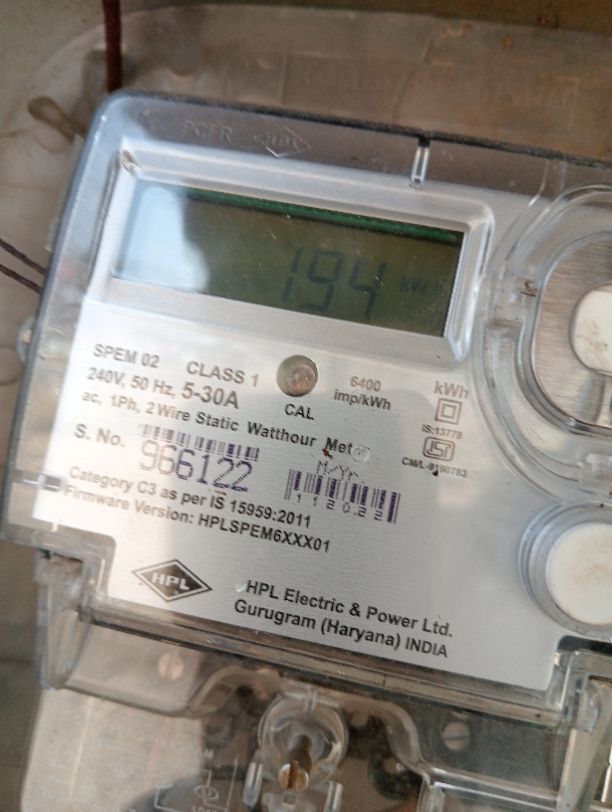 HPL
194 kWh
SPEM 02 CLASS 1
240V, 50 Hz, 5-30A
CAL
6400
imp/kWh
kWh
IS:13779
ac, 1Ph, 2 Wire Static Watthour Meter
CM/L-9190783
S. No. 966122
M/Yr.
112022
Category C3 as per IS 15959:2011
Firmware Version: HPLSPEM6XXX01
HPL
HPL Electric & Power Ltd.
Gurugram (Haryana) INDIA